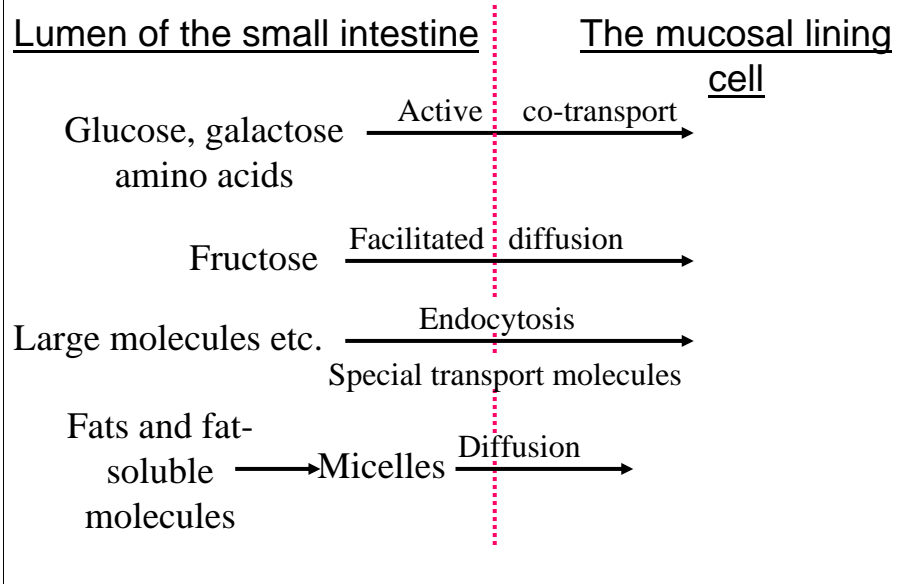 Lumen of the small intestine
The mucosal lining
cell
Glucose, galactose
amino acids
Active co-transport
Fructose
Facilitated diffusion
Large molecules etc.
Endocytosis
Special transport molecules
Fats and fat-
soluble
molecules
Micelles
Diffusion